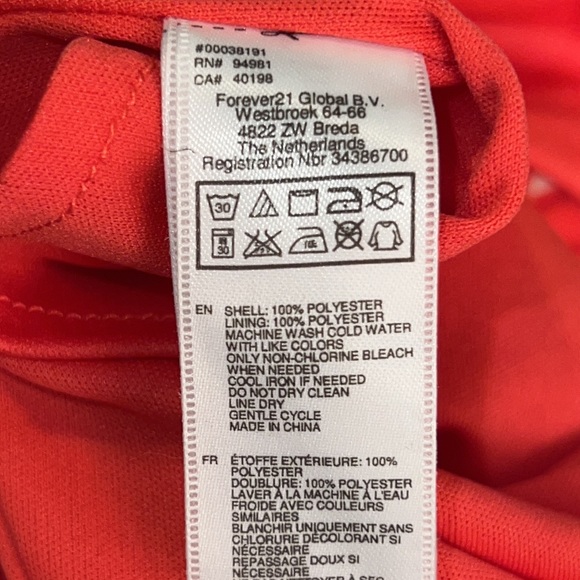 #00038191
RN# 94981
CA# 40198
Forever21 Global B.V.
Westbroek 64-66
4822 ZW Breda
The Netherlands
Registration Nbr 34386700
30
30
EN SHELL: 100% POLYESTER
LINING: 100% POLYESTER
MACHINE WASH COLD WATER
WITH LIKE COLORS
ONLY NON-CHLORINE BLEACH
WHEN NEEDED
COOL IRON IF NEEDED
DO NOT DRY CLEAN
LINE DRY
GENTLE CYCLE
MADE IN CHINA
FR ÉTOFFE EXTÉRIEURE: 100%
POLYESTER
DOUBLURE: 100% POLYESTER
LAVER À LA MACHINE À L'EAU
FROIDE AVEC COULEURS
SIMILAIRES
BLANCHIR UNIQUEMENT SANS
CHLORURE DÉCOLORANT SI
NÉCESSAIRE
REPASSAGE DOUX SI
NÉCESSAIRE